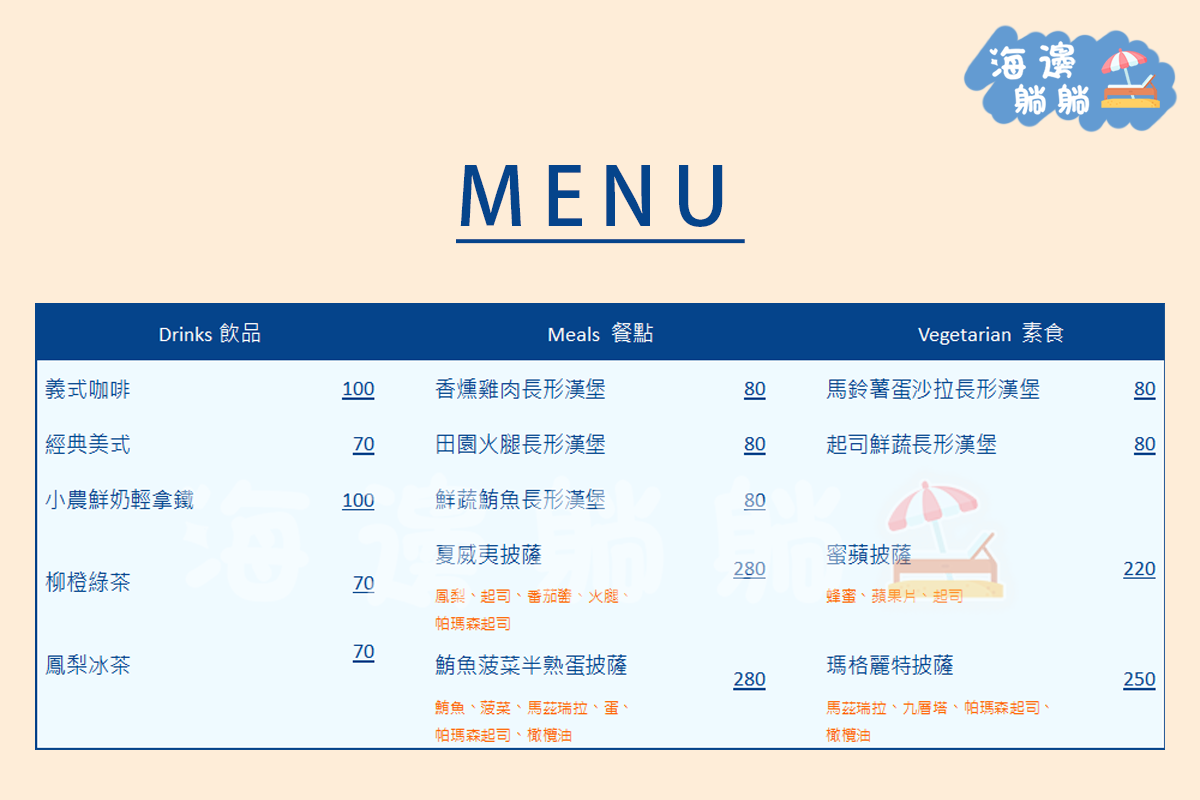 海邊
躺躺
MENU
Drinks 飲品
義式咖啡 100
經典美式 70
小農鮮奶輕拿鐵 100
柳橙綠茶 70
鳳梨冰茶 70
Meals 餐點
香燻雞肉長形漢堡 80
田園火腿長形漢堡 80
鮮蔬鮪魚長形漢堡 80
夏威夷披薩 280
鳳梨、起司、番茄醬、火腿、
帕瑪森起司
鮪魚菠菜半熟蛋披薩 280
鮪魚、菠菜、馬茲瑞拉、蛋、
帕瑪森起司、橄欖油
Vegetarian 素食
馬鈴薯蛋沙拉長形漢堡 80
起司鮮蔬長形漢堡 80
蜜蘋披薩 220
蜂蜜、蘋果片、起司
瑪格麗特披薩 250
馬茲瑞拉、九層塔、帕瑪森起司、
橄欖油
海邊躺躺